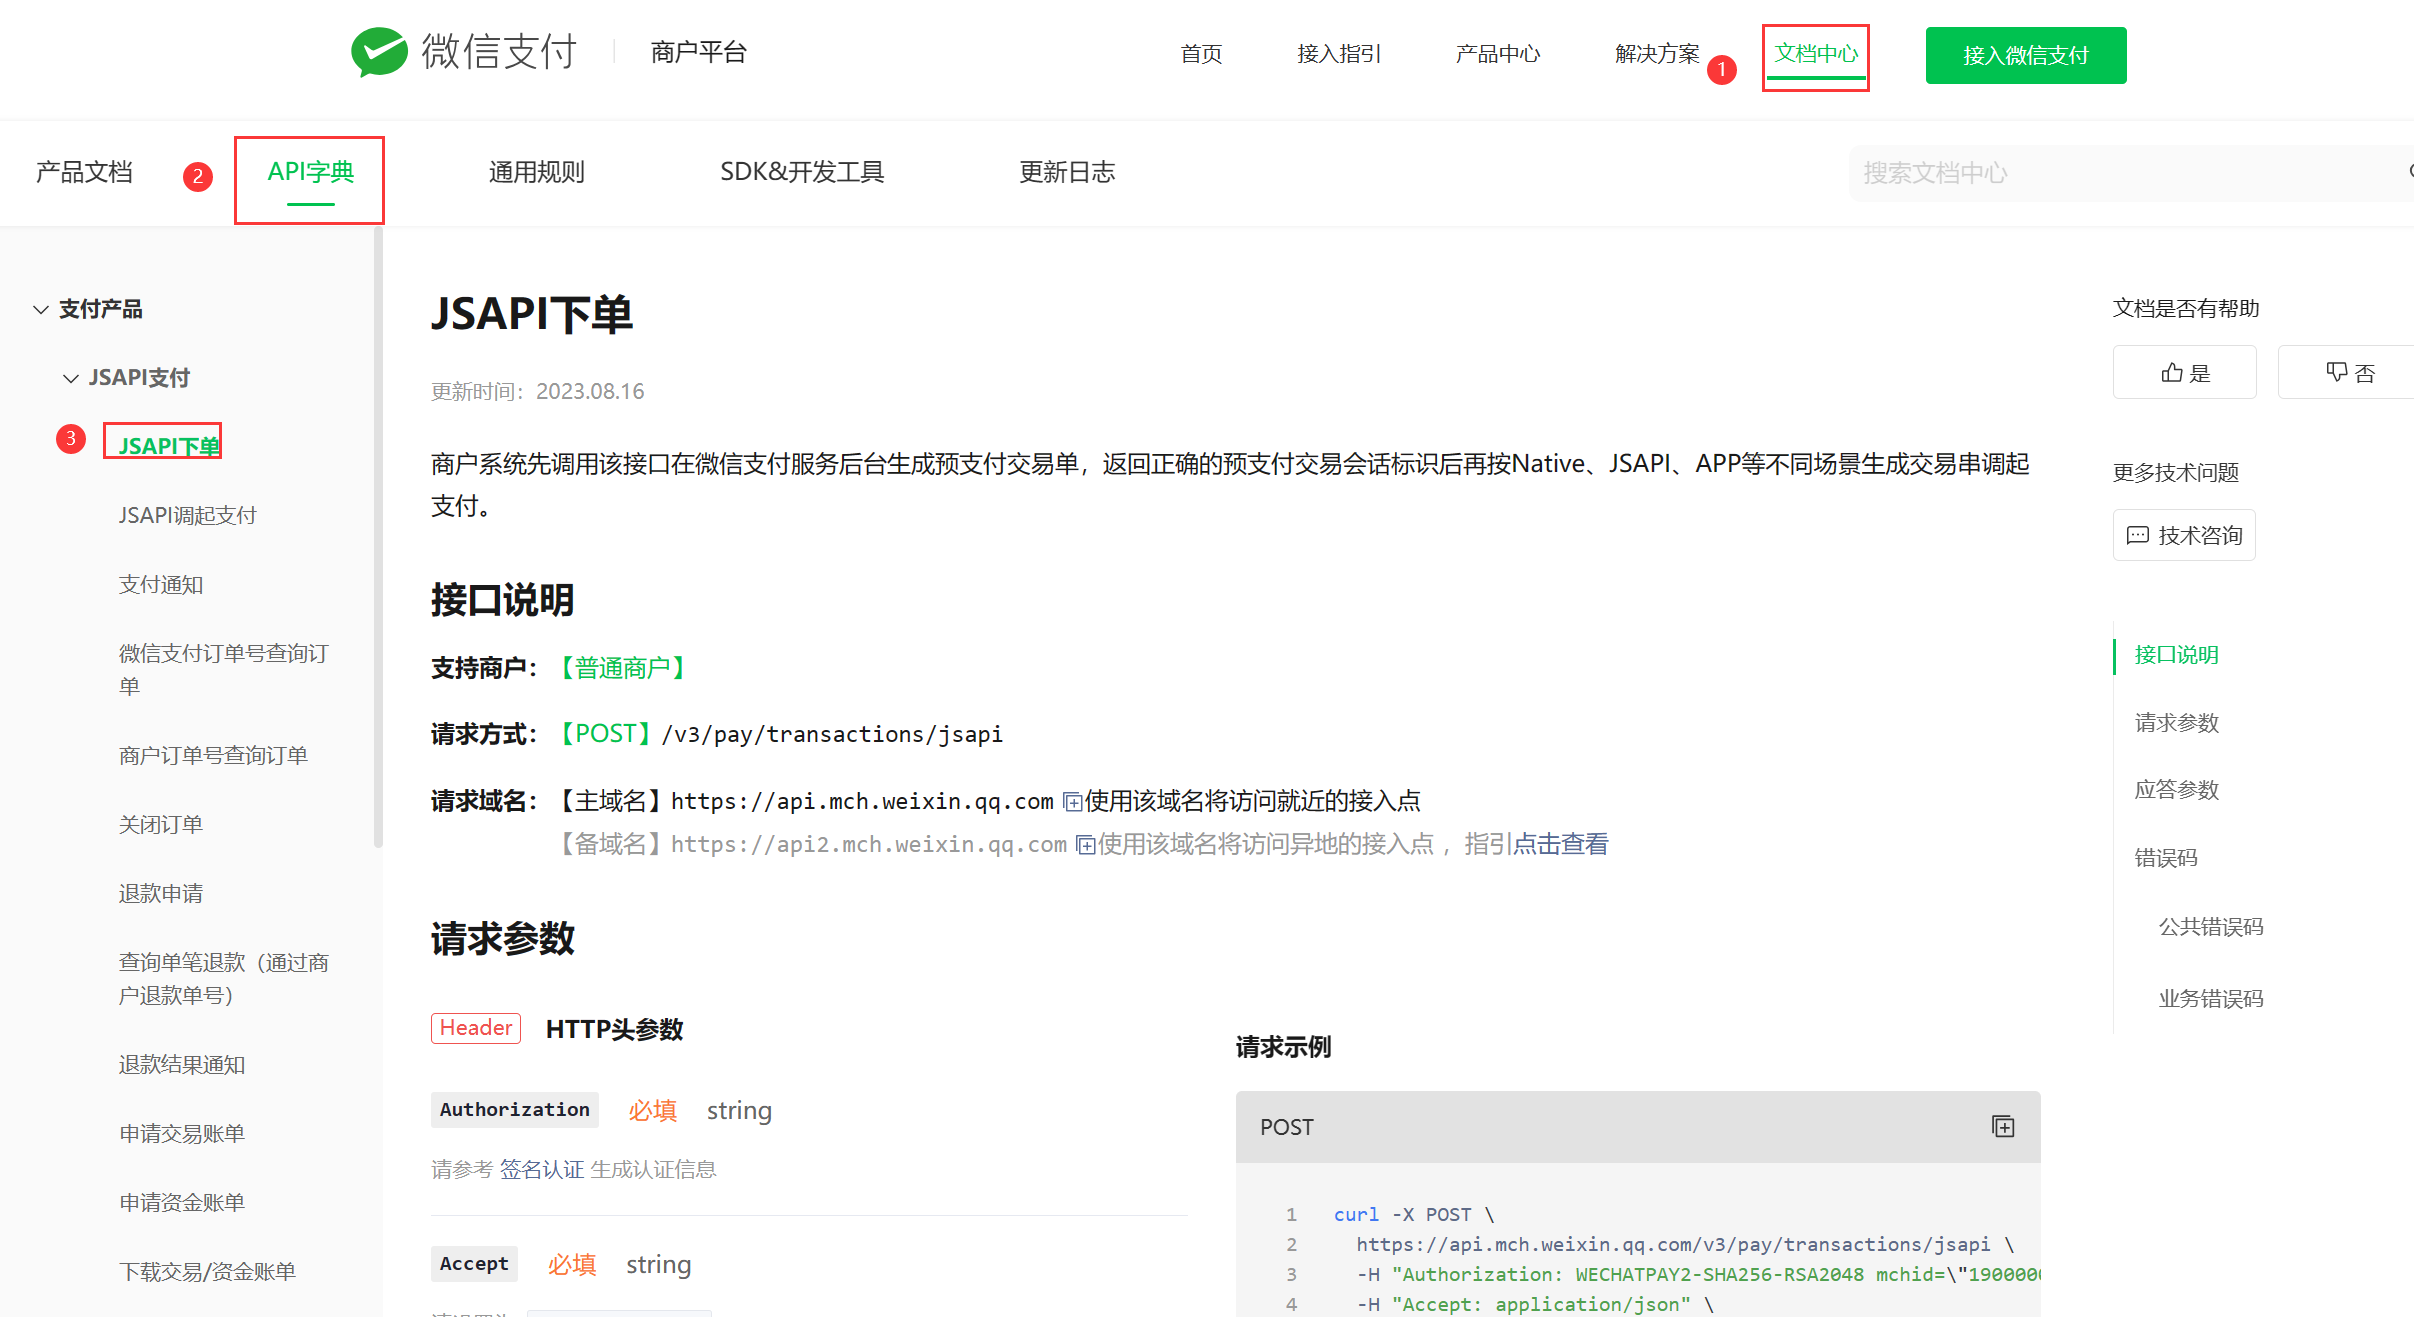 微信支付 商户平台 首页 接入指引 产品中心 解决方案 1 文档中心 接入微信支付
产品文档 2 API字典 通用规则 SDK&开发工具 更新日志 搜索文档中心
支付产品
JSAPI支付
3 JSAPI下单
JSAPI调起支付
支付通知
微信支付订单号查询订
单
商户订单号查询订单
关闭订单
退款申请
查询单笔退款（通过商
户退款单号）
退款结果通知
申请交易账单
申请资金账单
下载交易/资金账单
JSAPI下单
更新时间：2023.08.16
商户系统先调用该接口在微信支付服务后台生成预支付交易单，返回正确的预支付交易会话标识后再按Native、JSAPI、APP等不同场景生成交易串调起
支付。
接口说明
支持商户：【普通商户】
请求方式：【POST】/v3/pay/transactions/jsapi
请求域名：【主域名】https://api.mch.weixin.qq.com 使用该域名将访问就近的接入点
【备域名】https://api2.mch.weixin.qq.com 使用该域名将访问异地的接入点 ，指引点击查看
请求参数
Header HTTP头参数
Authorization 必填 string
请参考 签名认证 生成认证信息
Accept 必填 string
请求示例
POST
1 curl -X POST \
2 https://api.mch.weixin.qq.com/v3/pay/transactions/jsapi \
3 -H "Authorization: WECHATPAY2-SHA256-RSA2048 mchid=\"190000
4 -H "Accept: application/json" \
文档是否有帮助
是 否
更多技术问题
技术咨询
接口说明
请求参数
应答参数
错误码
公共错误码
业务错误码